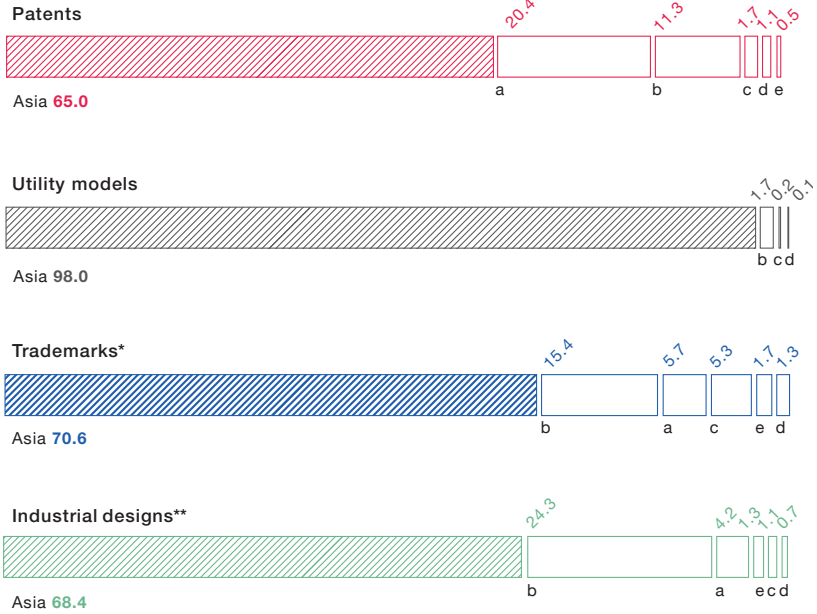 Patents
20.4 11.3 1.7 1.1 0.5
a b c d e
Asia 65.0
Utility models
1.7 0.2 0.1
b c d
Asia 98.0
Trademarks*
15.4 5.7 5.3 1.7 1.3
b a c e d
Asia 70.6
Industrial designs**
24.3 4.2 1.3 1.1 0.7
b a e c d
Asia 68.4